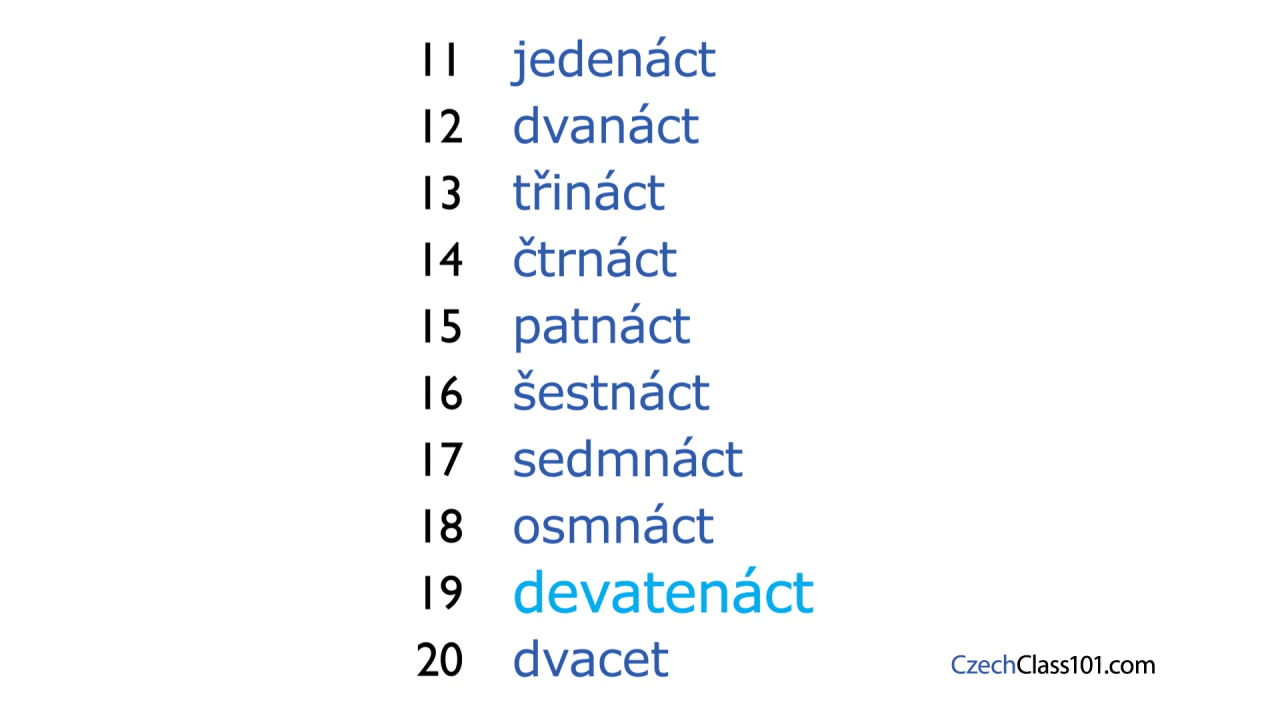 11 jedenáct
12 dvanáct
13 třináct
14 čtrnáct
15 patnáct
16 šestnáct
17 sedmnáct
18 osmnáct
19 devatenáct
20 dvacet
CzechClass101.com